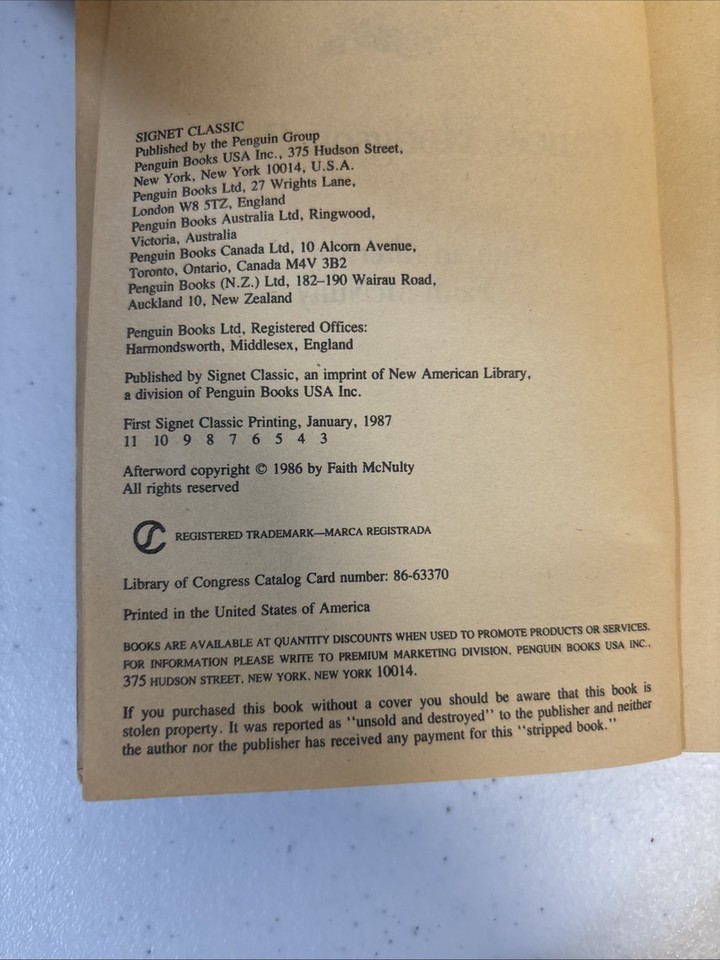 SIGNET CLASSIC
Published by the Penguin Group
Penguin Books USA Inc., 375 Hudson Street,
New York, New York 10014, U.S.A.
Penguin Books Ltd, 27 Wrights Lane,
London W8 5TZ, England
Penguin Books Australia Ltd, Ringwood,
Victoria, Australia
Penguin Books Canada Ltd, 10 Alcorn Avenue,
Toronto, Ontario, Canada M4V 3B2
Penguin Books (N.Z.) Ltd, 182–190 Wairau Road,
Auckland 10, New Zealand
Penguin Books Ltd, Registered Offices:
Harmondsworth, Middlesex, England
Published by Signet Classic, an imprint of New American Library,
a division of Penguin Books USA Inc.
First Signet Classic Printing, January, 1987
11 10 9 8 7 6 5 4 3
Afterword copyright © 1986 by Faith McNulty
All rights reserved
REGISTERED TRADEMARK—MARCA REGISTRADA
Library of Congress Catalog Card number: 86-63370
Printed in the United States of America
BOOKS ARE AVAILABLE AT QUANTITY DISCOUNTS WHEN USED TO PROMOTE PRODUCTS OR SERVICES.
FOR INFORMATION PLEASE WRITE TO PREMIUM MARKETING DIVISION, PENGUIN BOOKS USA INC.,
375 HUDSON STREET, NEW YORK, NEW YORK 10014.
If you purchased this book without a cover you should be aware that this book is
stolen property. It was reported as "unsold and destroyed" to the publisher and neither
the author nor the publisher has received any payment for this "stripped book."